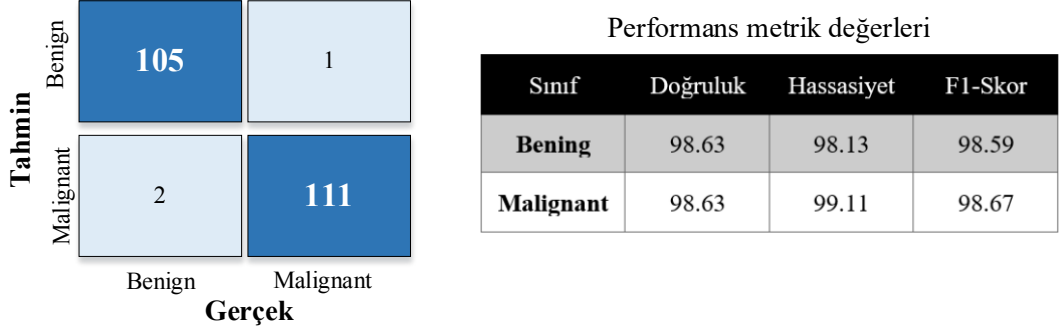 Tahmin
Benign
105
1
Malignant
2
111
Benign
Malignant
Gerçek
Performans metrik değerleri
Sınıf Doğruluk Hassasiyet F1-Skor
Bening 98.63 98.13 98.59
Malignant 98.63 99.11 98.67